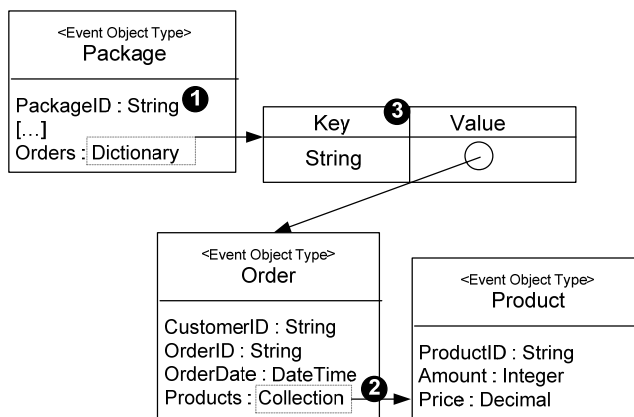 <Event Object Type>
Package
PackageID : String 1
[...]
Orders : Dictionary
Key 3 Value
String
<Event Object Type>
Order
CustomerID : String
OrderID : String
OrderDate : DateTime
Products : Collection 2
<Event Object Type>
Product
ProductID : String
Amount : Integer
Price : Decimal